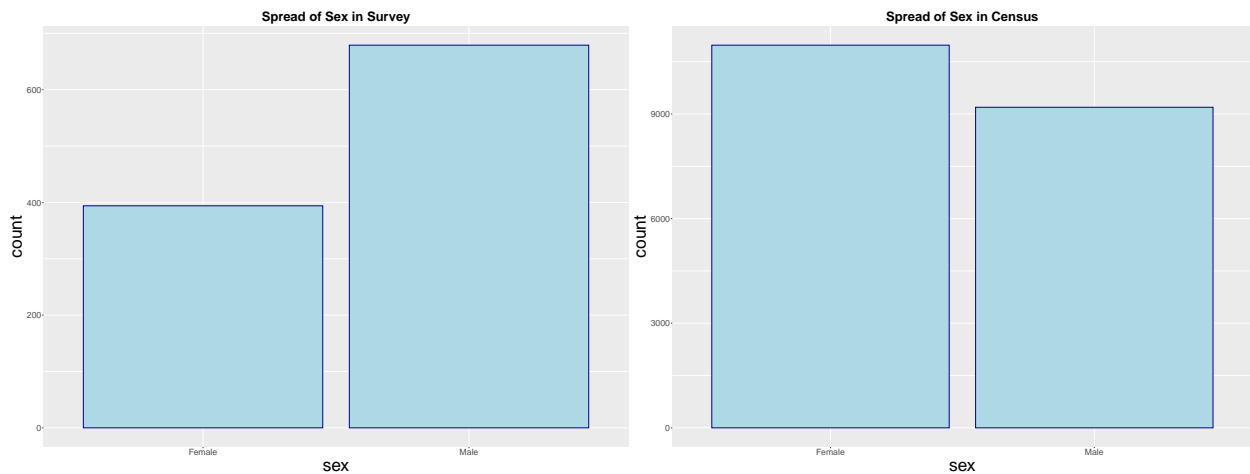 Spread of Sex in Survey
600
400
200
0
count
Female
Male
sex
Spread of Sex in Census
9000
6000
3000
0
count
Female
Male
sex